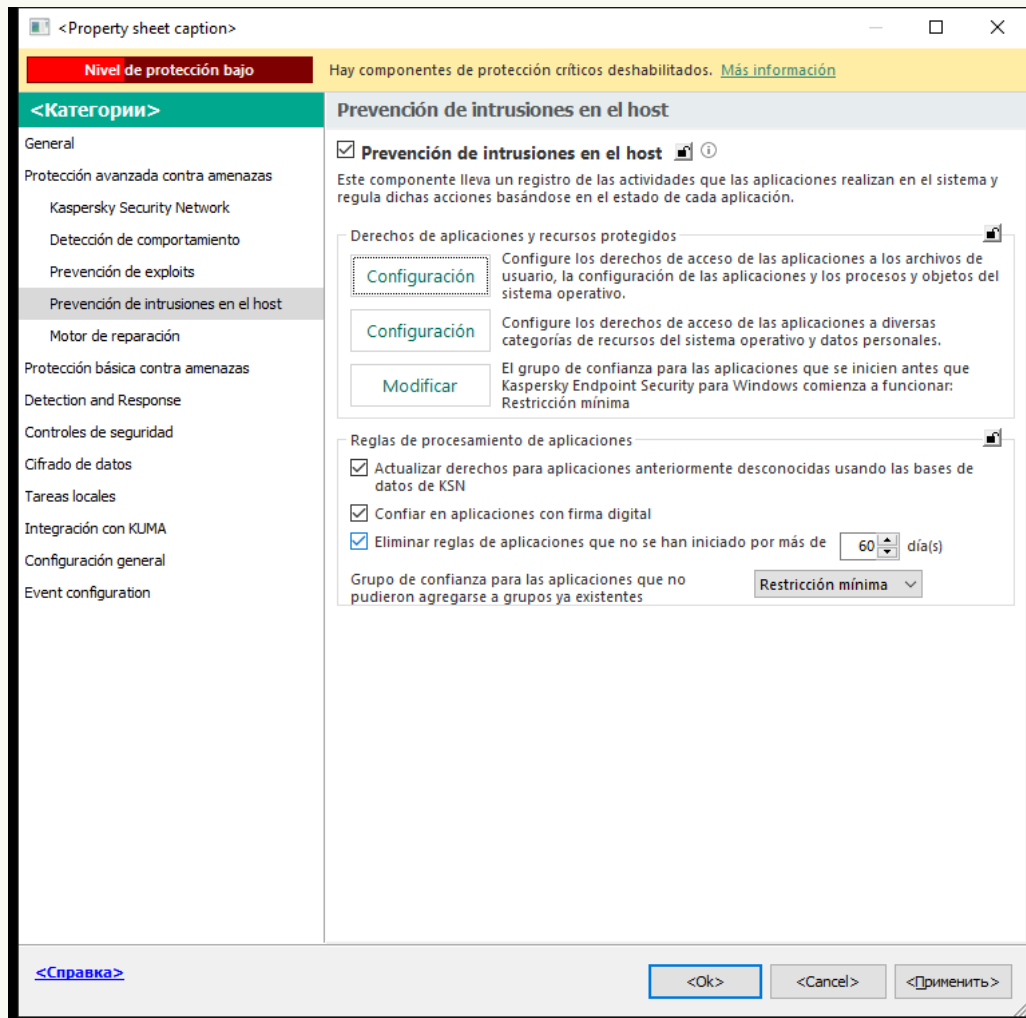 <Property sheet caption>
Nivel de protección bajo
Hay componentes de protección críticos deshabilitados. Más información
<Категории>
General
Protección avanzada contra amenazas
Kaspersky Security Network
Detección de comportamiento
Prevención de exploits
Prevención de intrusiones en el host
Motor de reparación
Protección básica contra amenazas
Detection and Response
Controles de seguridad
Cifrado de datos
Tareas locales
Integración con KUMA
Configuración general
Event configuration
Prevención de intrusiones en el host
Prevención de intrusiones en el host
Este componente lleva un registro de las actividades que las aplicaciones realizan en el sistema y
regula dichas acciones basándose en el estado de cada aplicación.
Derechos de aplicaciones y recursos protegidos
Configuración
Configure los derechos de acceso de las aplicaciones a los archivos de
usuario, la configuración de las aplicaciones y los procesos y objetos del
sistema operativo.
Configuración
Configure los derechos de acceso de las aplicaciones a diversas
categorías de recursos del sistema operativo y datos personales.
Modificar
El grupo de confianza para las aplicaciones que se inicien antes que
Kaspersky Endpoint Security para Windows comienza a funcionar:
Restricción mínima
Reglas de procesamiento de aplicaciones
Actualizar derechos para aplicaciones anteriormente desconocidas usando las bases de
datos de KSN
Confiar en aplicaciones con firma digital
Eliminar reglas de aplicaciones que no se han iniciado por más de 60 día(s)
Grupo de confianza para las aplicaciones que no
pudieron agregarse a grupos ya existentes
Restricción mínima
<Справка>
<Ok>
<Cancel>
<Применить>